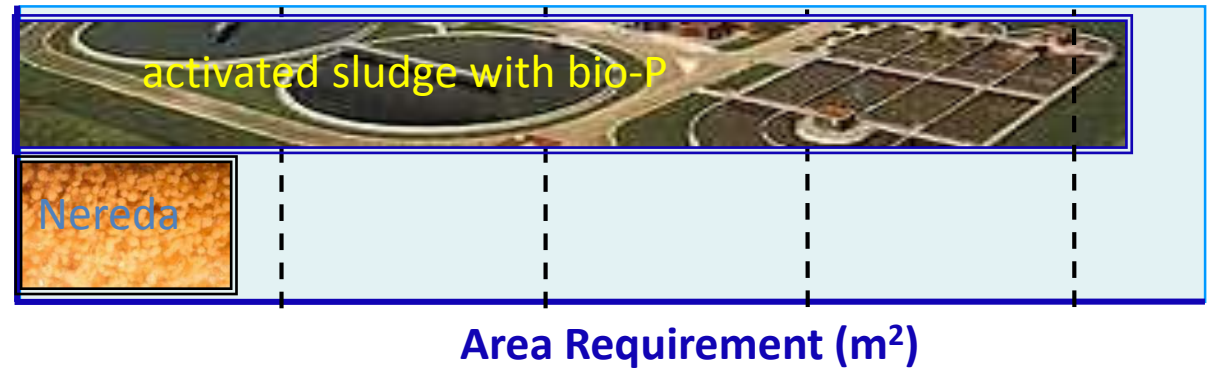 activated sludge with bio-P
Nereda
Area Requirement (m²)